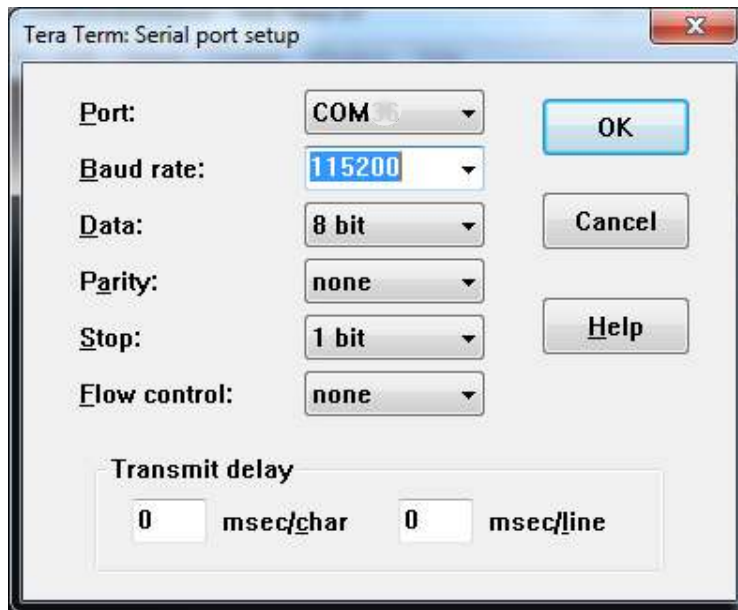 Tera Term: Serial port setup
Port:
COM
OK
Baud rate:
115200
Data:
8 bit
Cancel
Parity:
none
Stop:
1 bit
Help
Flow control:
none
Transmit delay
0 msec/char 0 msec/line